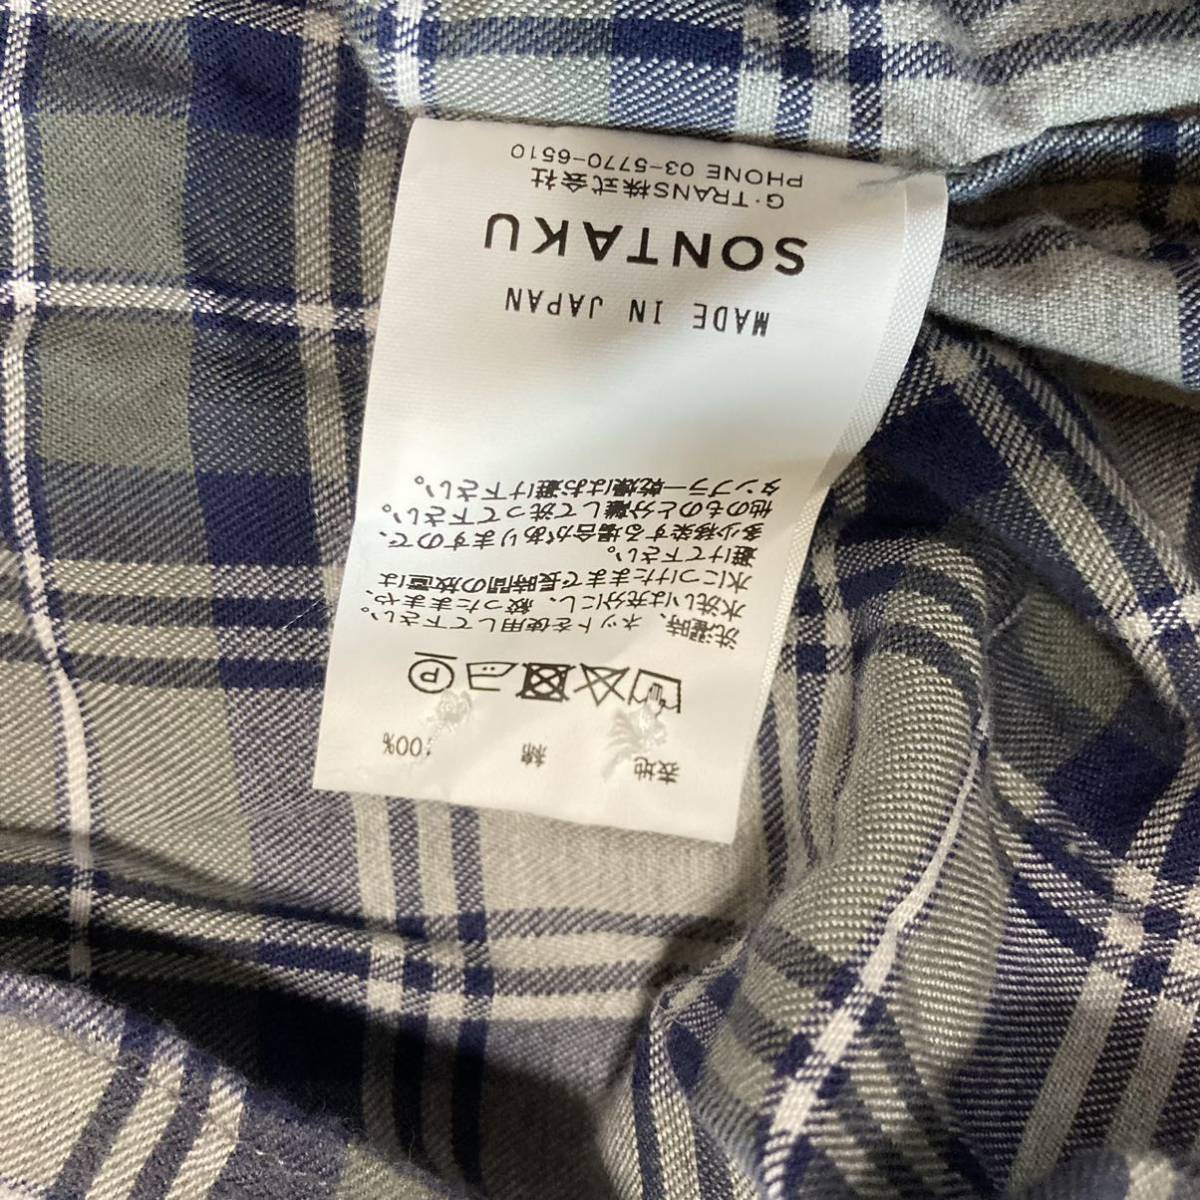 表地 綿 100%
洗濯時、ネットを使用して下さい。
水洗いは充分にし、絞ったままや、
水につけたままで長時間の放置は
避けて下さい。
多少移染する場合がありますので、
他のものと分離して洗って下さい。
タンブラー乾燥はお避け下さい。
MADE IN JAPAN
SONTAKU
G·TRANS株式会社
PHONE 03-5770-6510